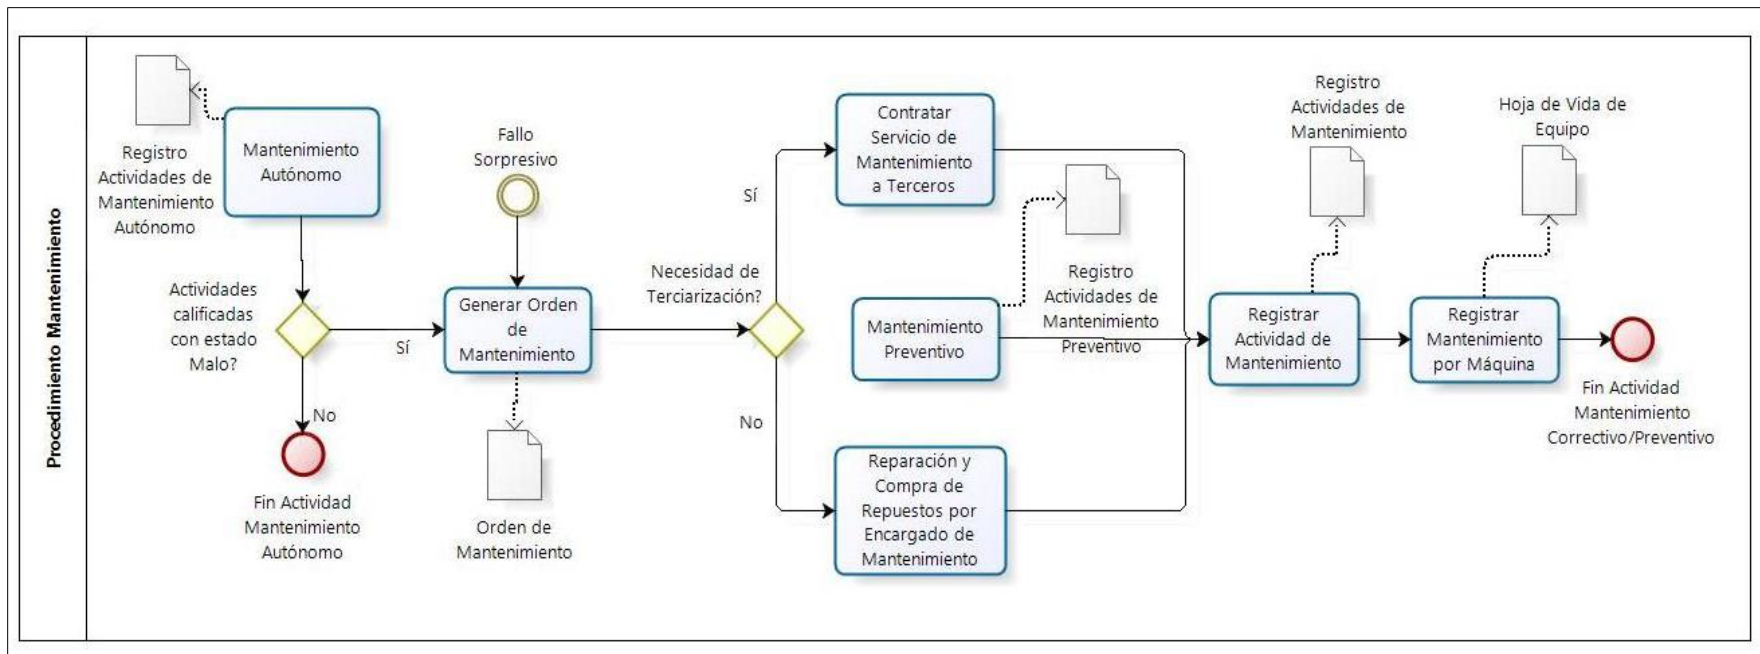 Procedimiento Mantenimiento
Registro
Actividades de
Mantenimiento
Autónomo
Mantenimiento
Autónomo
Actividades
calificadas
con estado
Malo?
Sí
No
Fin Actividad
Mantenimiento
Autónomo
Fallo
Sorpresivo
Generar Orden
de
Mantenimiento
Orden de
Mantenimiento
Necesidad de
Terciarización?
Sí
No
Contratar
Servicio de
Mantenimiento
a Terceros
Mantenimiento
Preventivo
Registro
Actividades de
Mantenimiento
Preventivo
Reparación y
Compra de
Repuestos por
Encargado de
Mantenimiento
Registro
Actividades de
Mantenimiento
Registrar
Actividad de
Mantenimiento
Hoja de Vida de
Equipo
Registrar
Mantenimiento
por Máquina
Fin Actividad
Mantenimiento
Correctivo/Preventivo